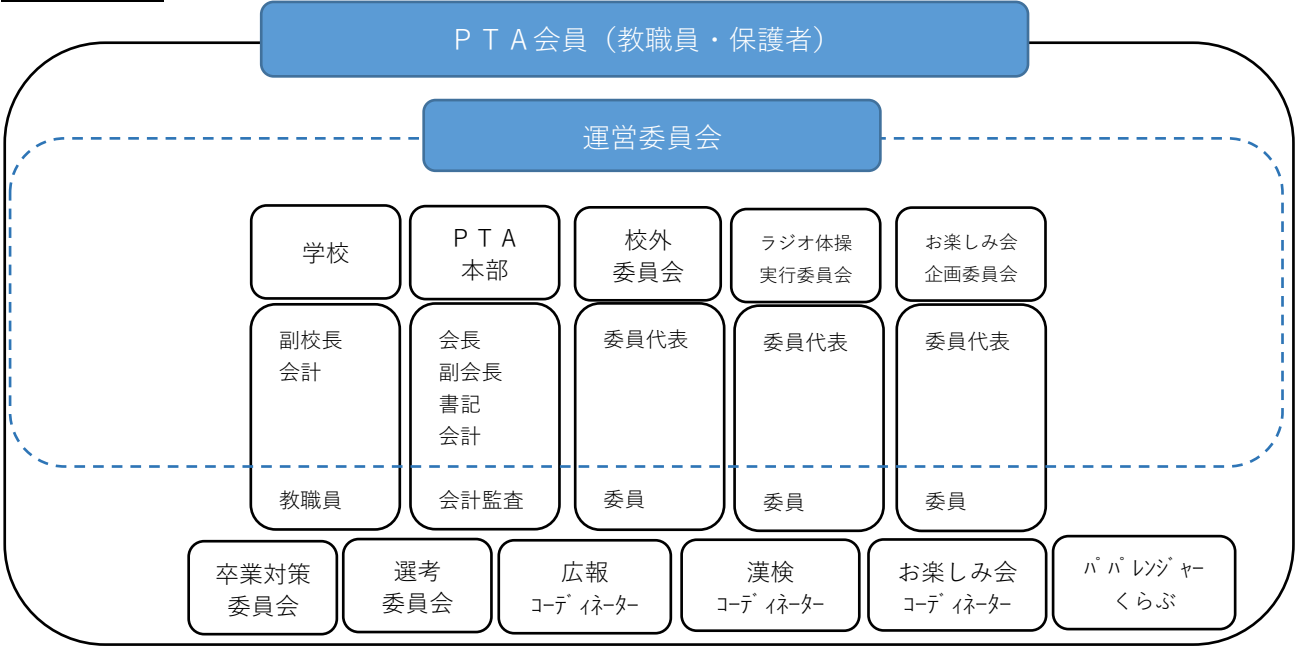 ＰＴＡ会員（教職員・保護者）
運営委員会
学校
ＰＴＡ
本部
校外
委員会
ラジオ体操
実行委員会
お楽しみ会
企画委員会
副校長
会計
教職員
会長
副会長
書記
会計
会計監査
委員代表
委員
委員代表
委員
委員代表
委員
卒業対策
委員会
選考
委員会
広報
ｺｰﾃﾞｨﾈｰﾀｰ
漢検
ｺｰﾃﾞｨﾈｰﾀｰ
お楽しみ会
ｺｰﾃﾞｨﾈｰﾀｰ
ﾊﾟﾊﾟﾚﾝｼﾞｬｰ
くらぶ